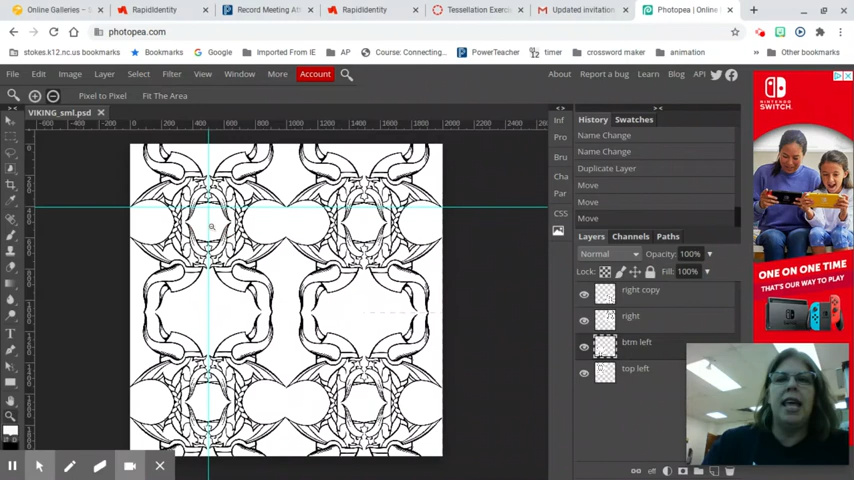 Online Galleries – S
RapidIdentity
Record Meeting Att
RapidIdentity
Tessellation Exerci
Updated invitation
Photopea | Online
photopea.com
stokes.k12.nc.us bookmarks
Bookmarks
Google
Imported From IE
AP
Course: Connecting...
PowerTeacher
timer
crossword maker
animation
Other bookmarks
File Edit Image Layer Select Filter View Window More Account
About Report a bug Learn Blog API
Pixel to Pixel Fit The Area
VIKING_sml.psd
Inf
Pro
Bru
Cha
Par
CSS
History Swatches
Name Change
Name Change
Duplicate Layer
Move
Move
Move
Layers Channels Paths
Normal Opacity: 100%
Lock: Fill: 100%
right copy
right
btm left
top left
NINTENDO
SWITCH
ONE ON ONE TIME
THAT'S OUR WAY TO PLAY